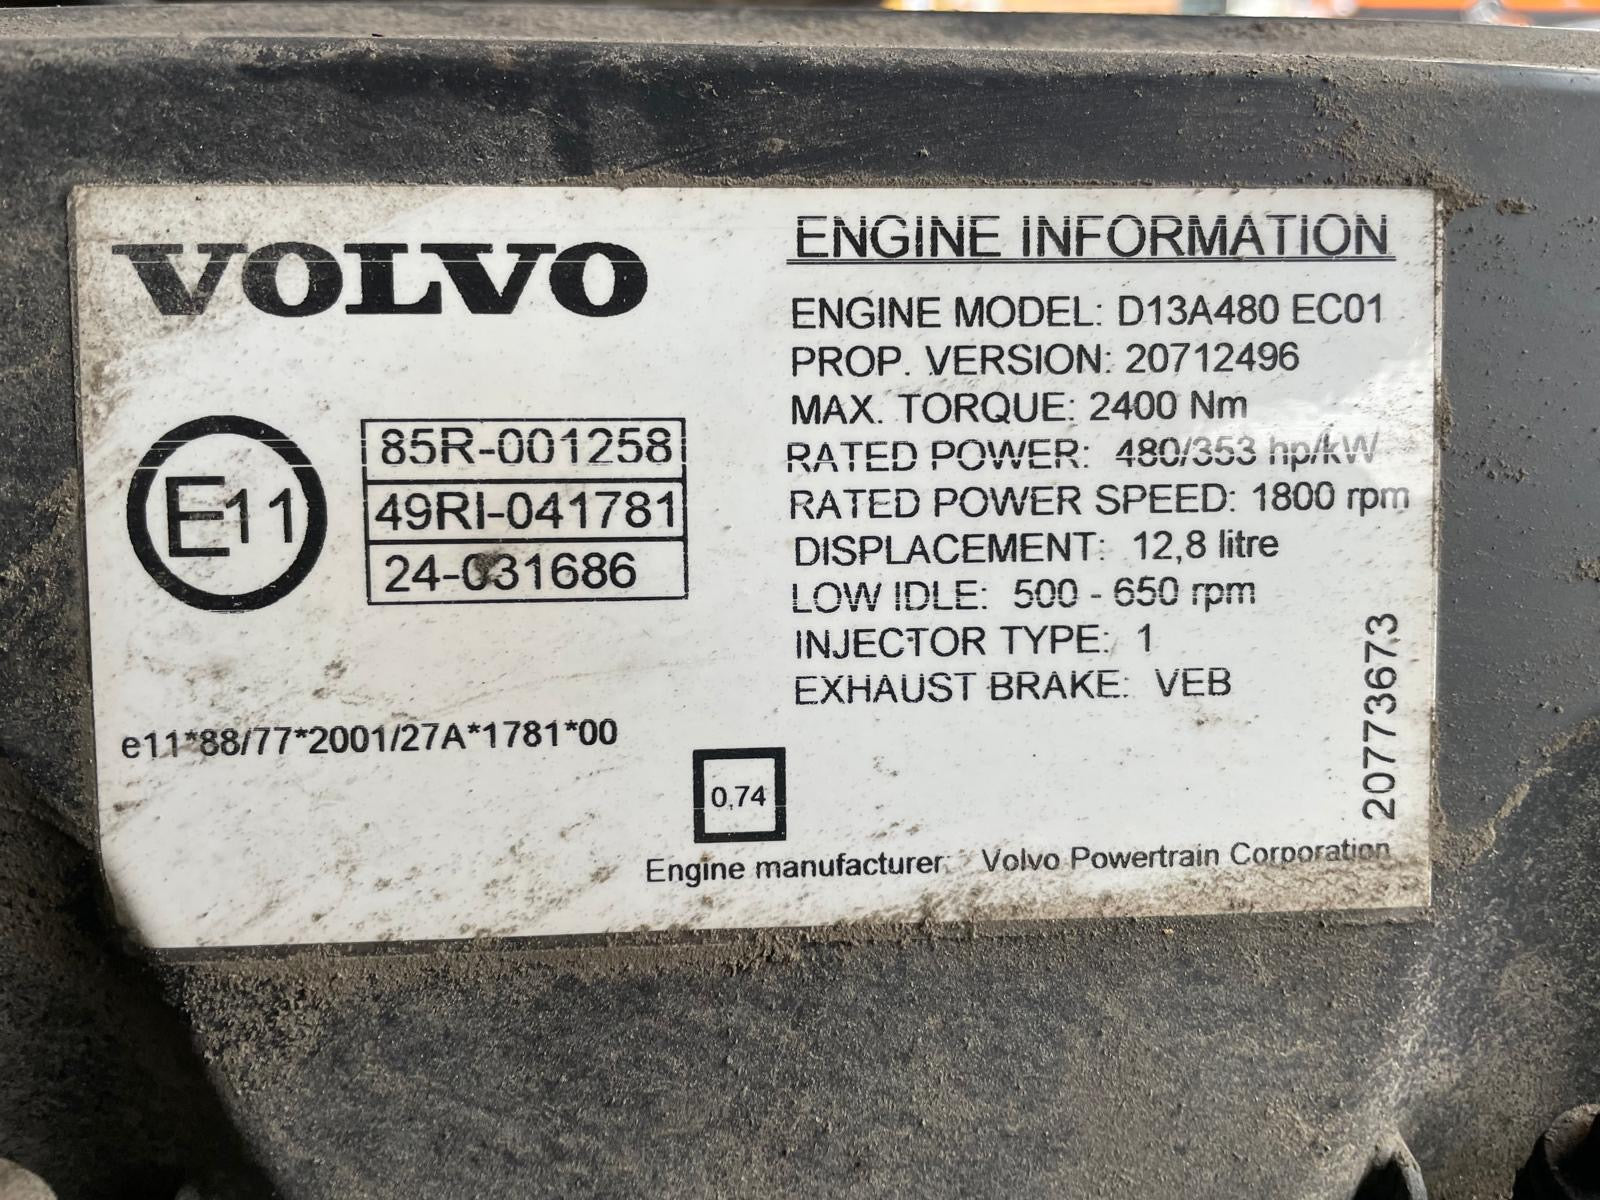 VOLVO
E11
85R-001258
49RI-041781
24-031686
e11*88/77*2001/27A*1781*00
ENGINE INFORMATION
ENGINE MODEL: D13A480 EC01
PROP. VERSION: 20712496
MAX. TORQUE: 2400 Nm
RATED POWER: 480/353 hp/kW
RATED POWER SPEED: 1800 rpm
DISPLACEMENT: 12,8 litre
LOW IDLE: 500 - 650 rpm
INJECTOR TYPE: 1
EXHAUST BRAKE: VEB
20773673
0,74
Engine manufacturer: Volvo Powertrain Corporation